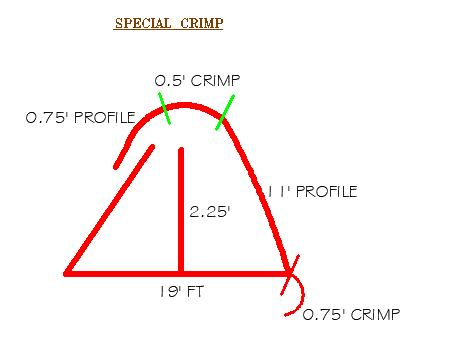 SPECIAL CRIMP
0.5' CRIMP
0.75' PROFILE
11' PROFILE
2.25'
19' FT
0.75' CRIMP